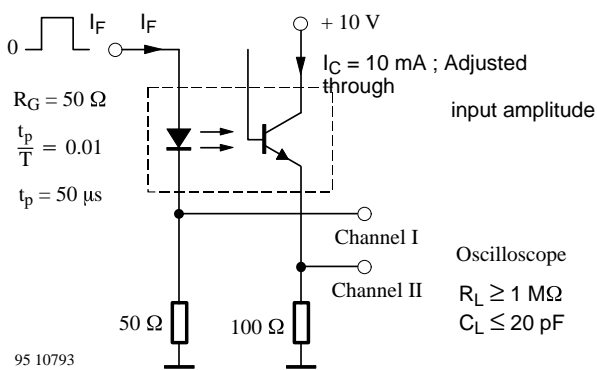 0
I_F
I_F
+ 10 V
I_C = 10 mA ; Adjusted
through
input amplitude
R_G = 50 Ω
t_p
T
= 0.01
t_p = 50 μs
Channel I
Channel II
50 Ω
100 Ω
Oscilloscope
R_L ≥ 1 MΩ
C_L ≤ 20 pF
95 10793